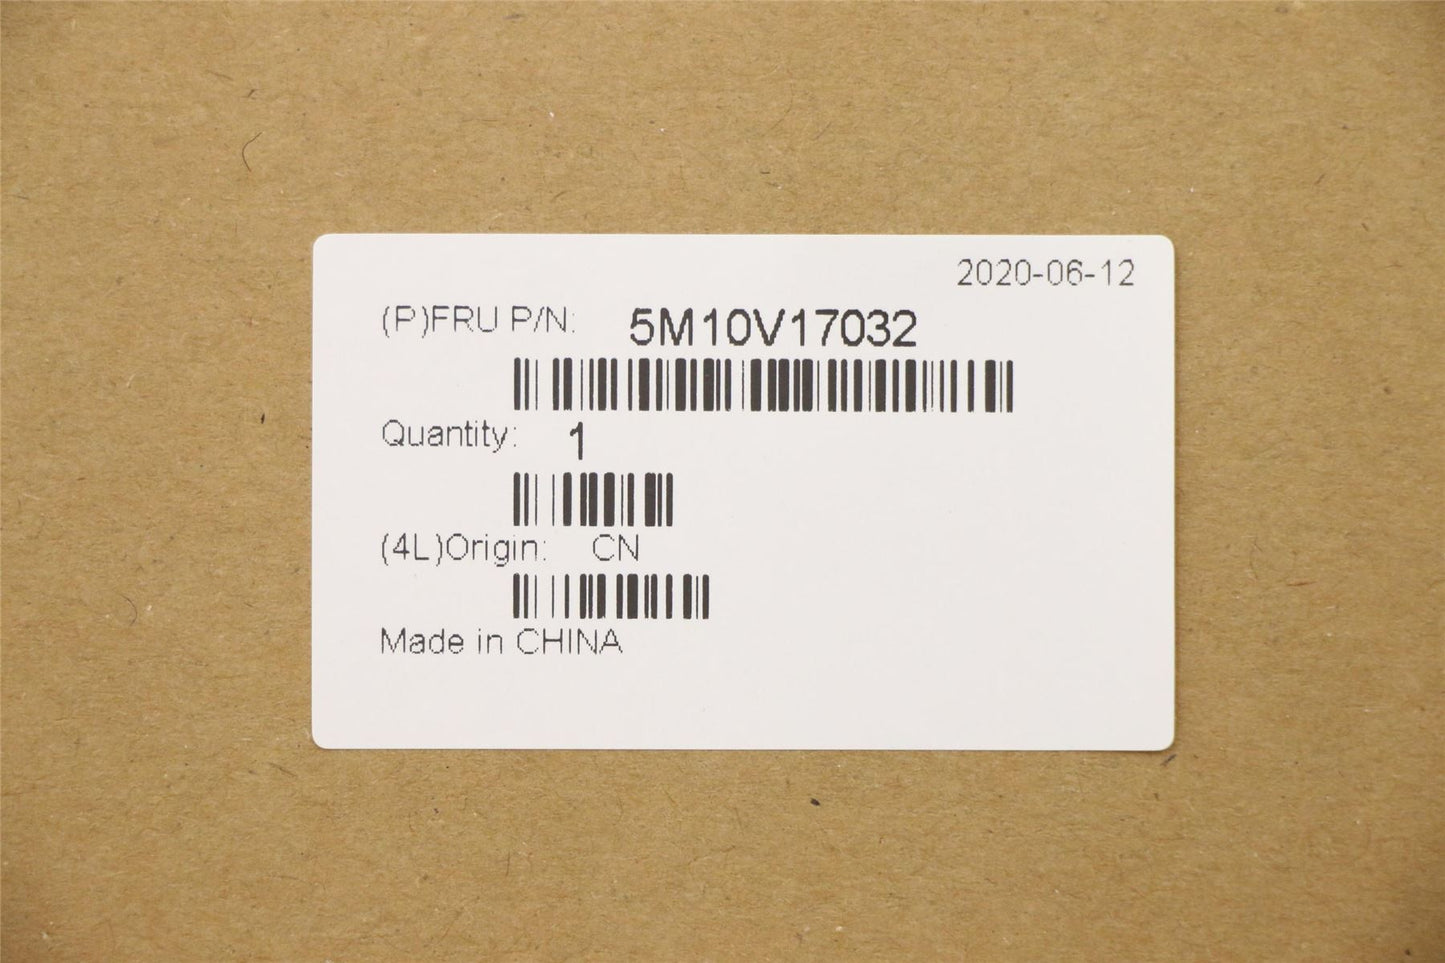 2020-06-12
(P)FRU P/N: 5M10V17032
Quantity: 1
(4L)Origin: CN
Made in CHINA